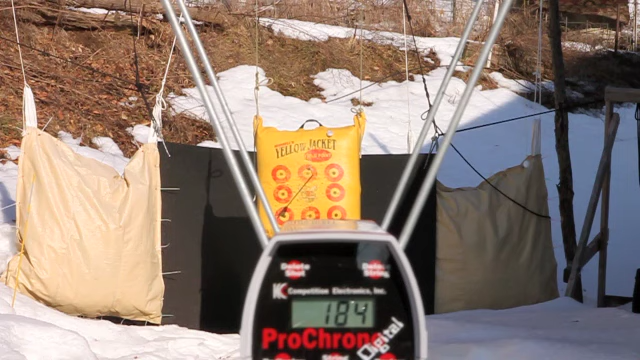 YELLOW JACKET
Delete Shot
Delete String
Competition Electronics, Inc.
184
ProChrono
Digital